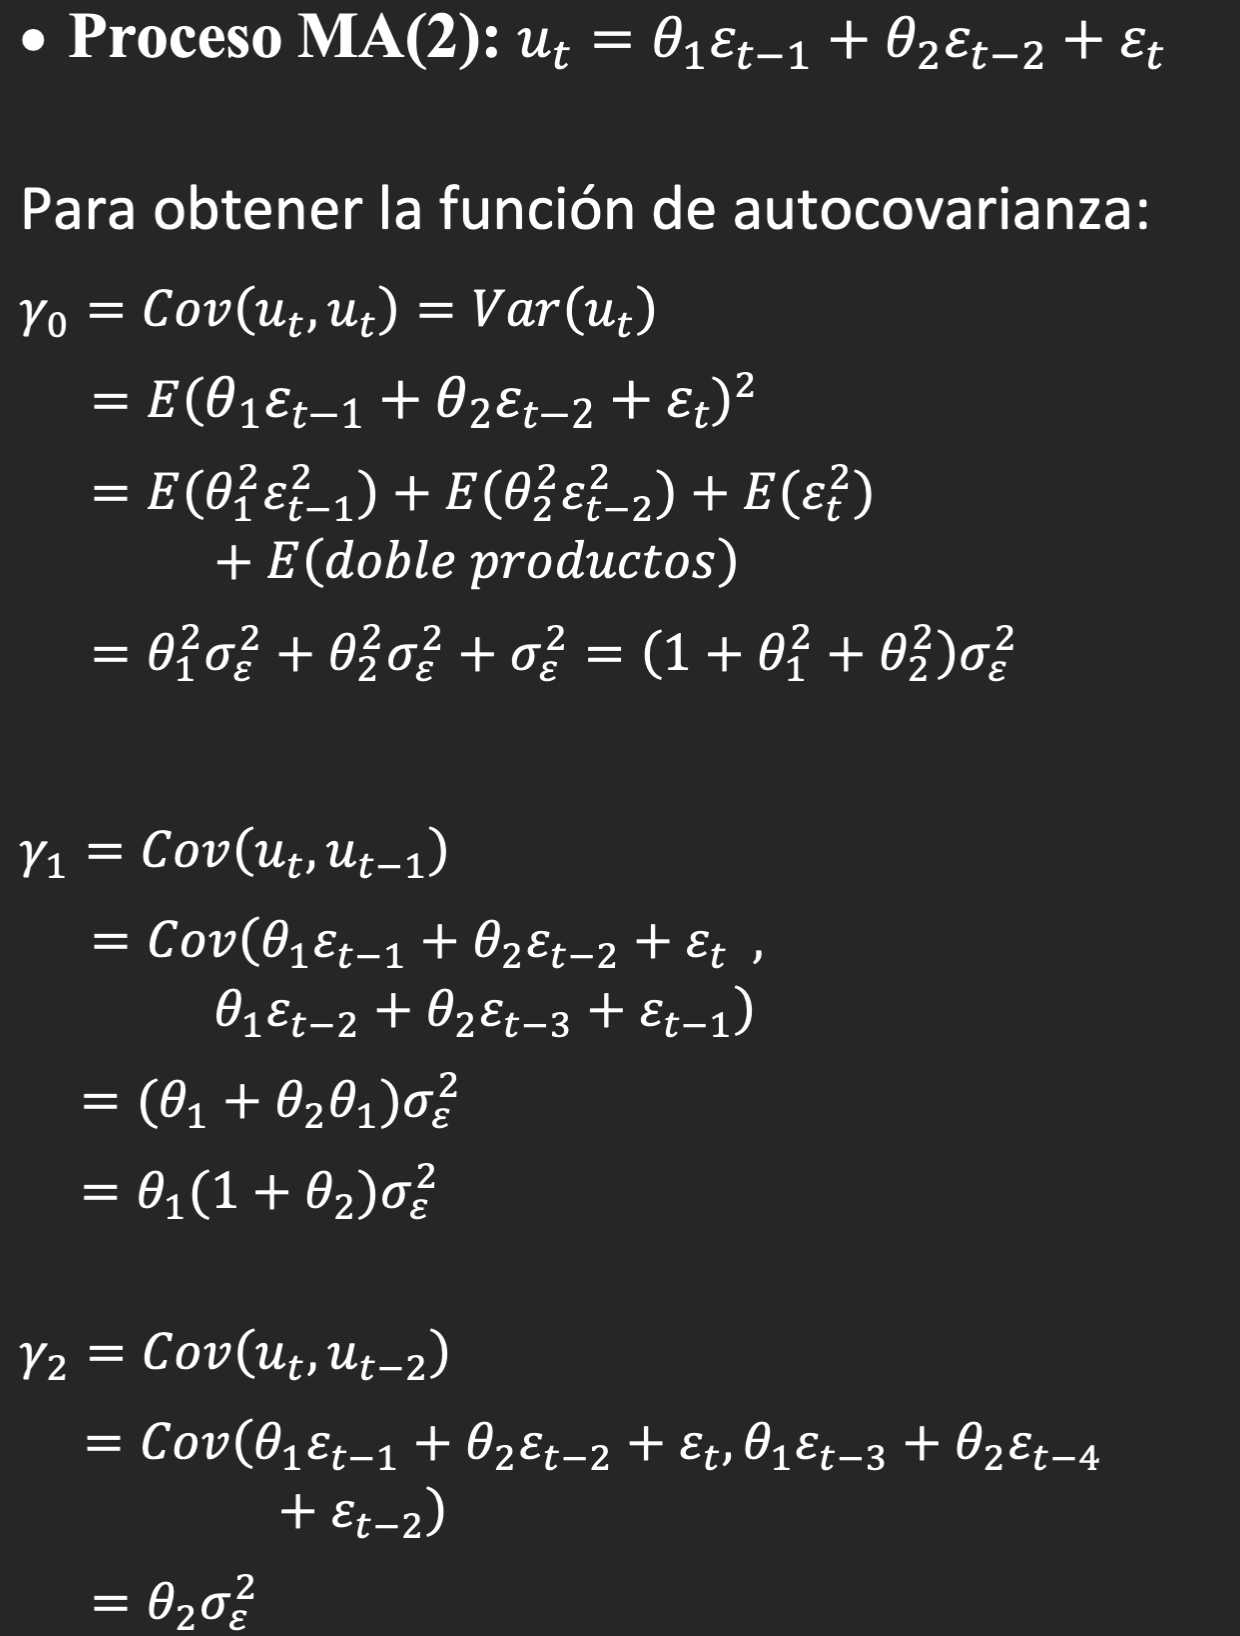 • Proceso MA(2): u_t = θ_1ε_{t−1} + θ_2ε_{t−2} + ε_t
Para obtener la función de autocovarianza:
γ_0 = Cov(u_t, u_t) = Var(u_t)
= E(θ_1ε_{t−1} + θ_2ε_{t−2} + ε_t)^2
= E(θ_1^2ε_{t−1}^2) + E(θ_2^2ε_{t−2}^2) + E(ε_t^2)
+ E(doble productos)
= θ_1^2σ_ε^2 + θ_2^2σ_ε^2 + σ_ε^2 = (1 + θ_1^2 + θ_2^2)σ_ε^2
γ_1 = Cov(u_t, u_{t−1})
= Cov(θ_1ε_{t−1} + θ_2ε_{t−2} + ε_t ,
θ_1ε_{t−2} + θ_2ε_{t−3} + ε_{t−1})
= (θ_1 + θ_2θ_1)σ_ε^2
= θ_1(1 + θ_2)σ_ε^2
γ_2 = Cov(u_t, u_{t−2})
= Cov(θ_1ε_{t−1} + θ_2ε_{t−2} + ε_t, θ_1ε_{t−3} + θ_2ε_{t−4}
+ ε_{t−2})
= θ_2σ_ε^2